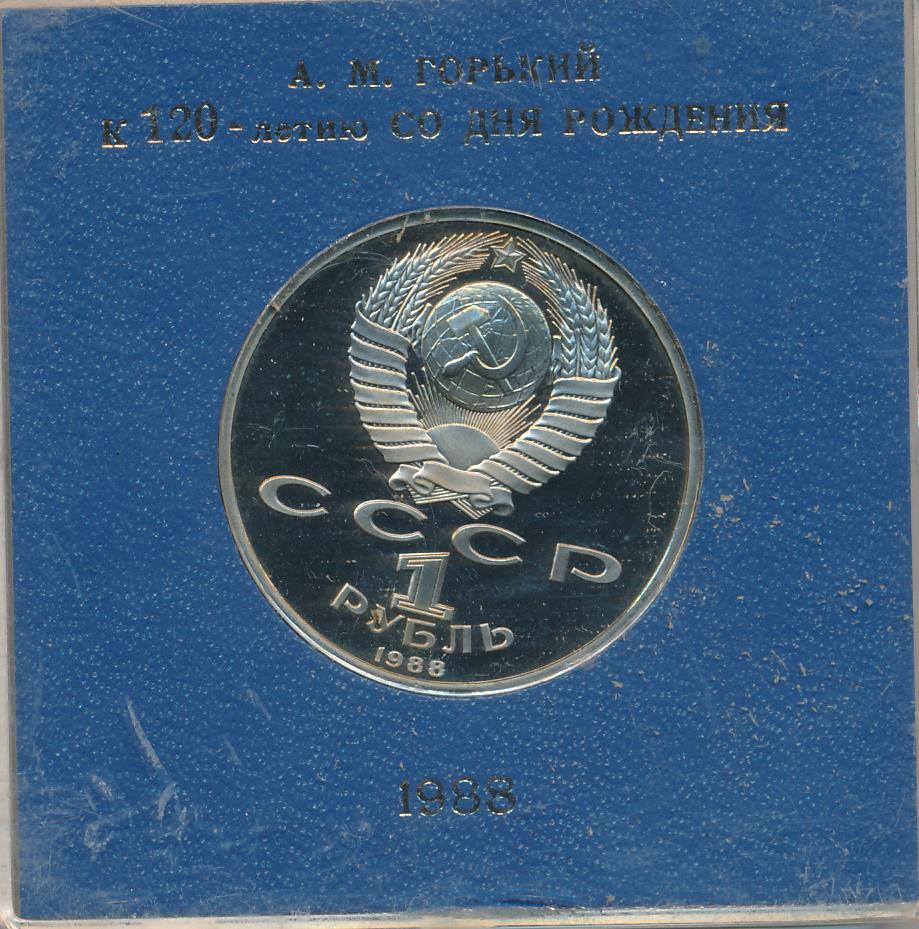 А. М. ГОРЬКИЙ
К 120-летию СО ДНЯ РОЖДЕНИЯ
СССР
1
РУБЛЬ
1988
1988